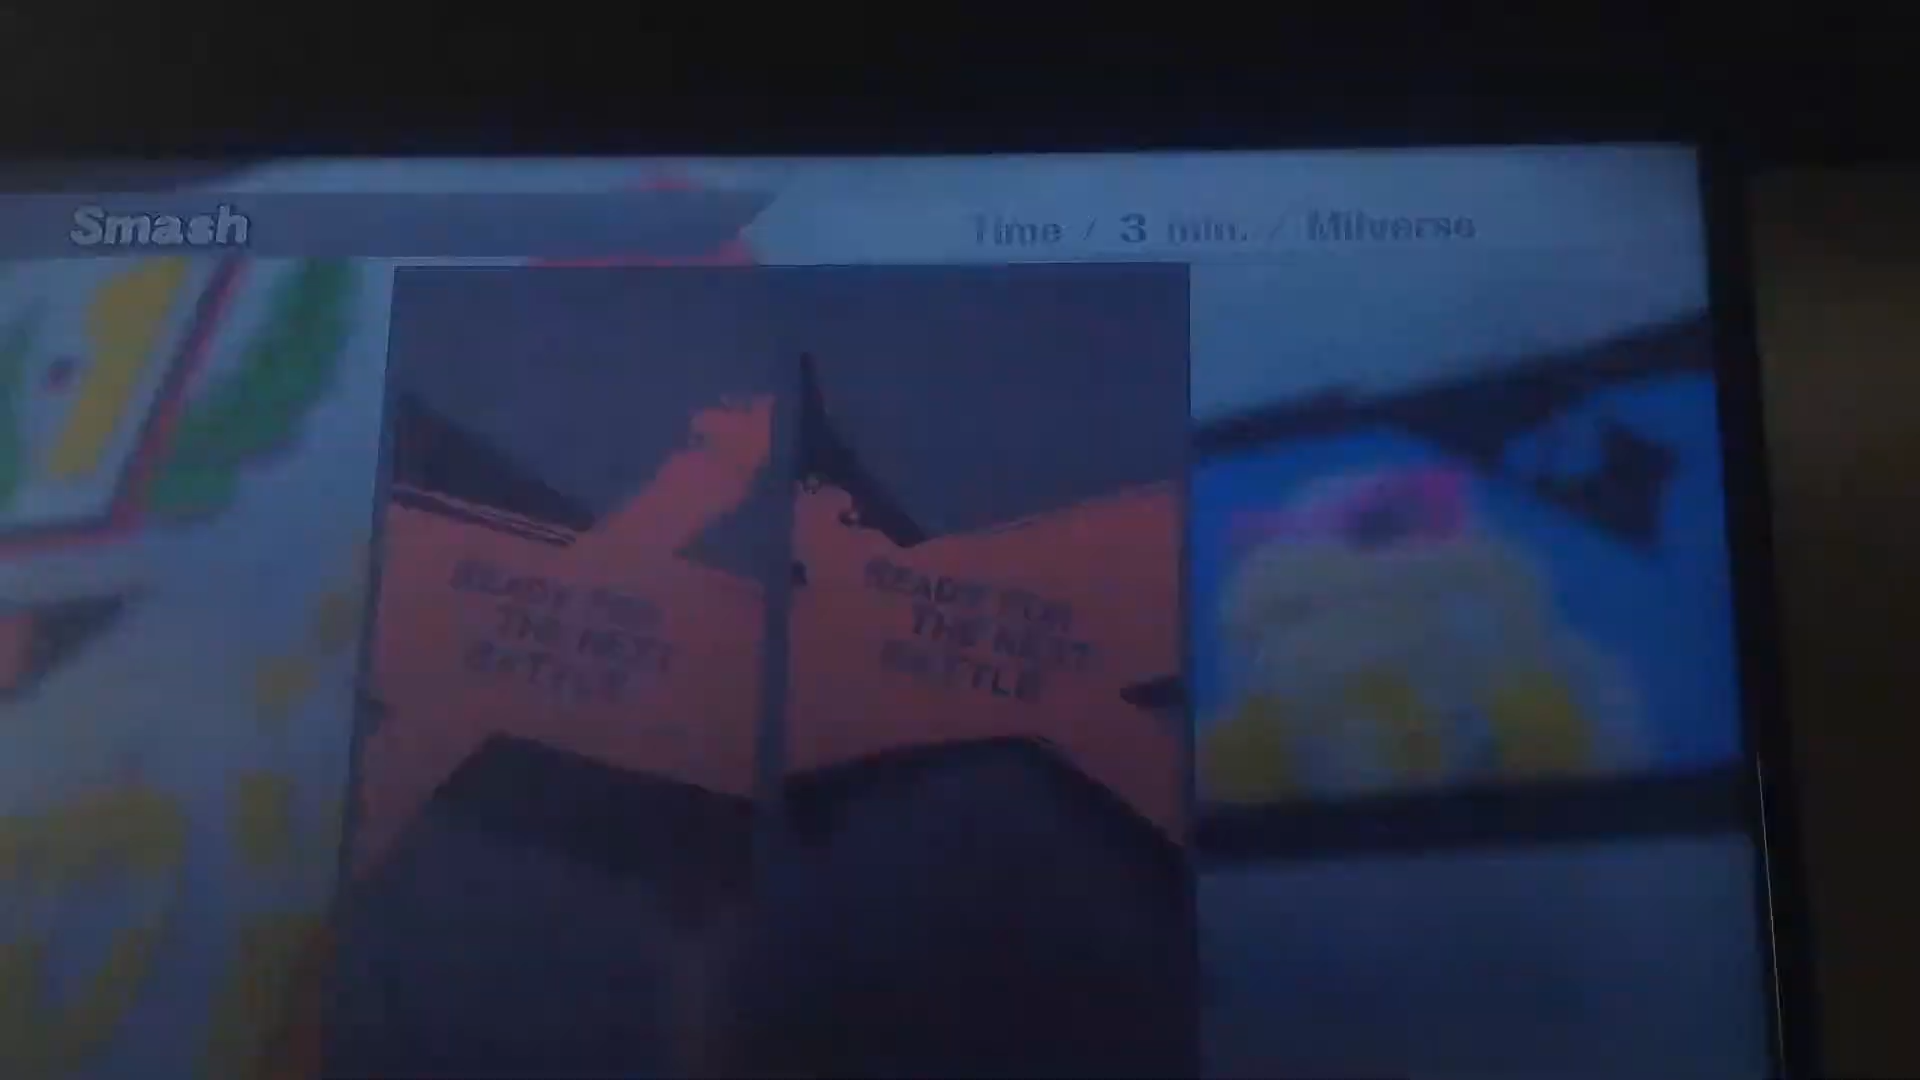 Smash
Time / 3 min. / Miiverse
READY FOR
THE NEXT
BATTLE
READY FOR
THE NEXT
BATTLE